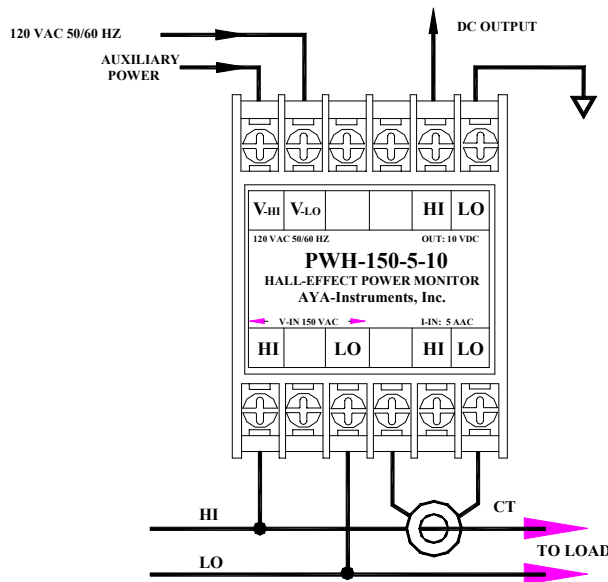 120 VAC 50/60 HZ
DC OUTPUT
AUXILIARY
POWER
V-HI V-LO HI LO
120 VAC 50/60 HZ OUT: 10 VDC
PWH-150-5-10
HALL-EFFECT POWER MONITOR
AYA-Instruments, Inc.
V-IN 150 VAC I-IN: 5 AAC
HI LO HI LO
CT
HI
TO LOAD
LO